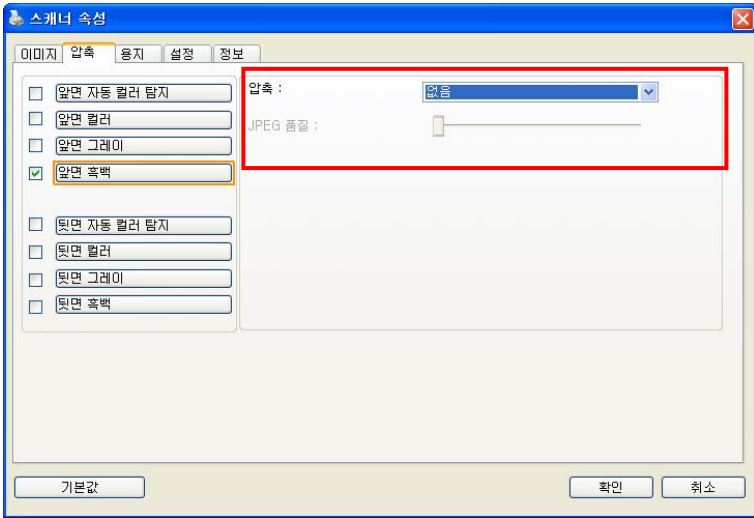 스캐너 속성
이미지 압축 용지 설정 정보
앞면 자동 컬러 탐지
앞면 컬러
앞면 그레이
앞면 흑백
뒷면 자동 컬러 탐지
뒷면 컬러
뒷면 그레이
뒷면 흑백
압축 : 없음
JPEG 품질 :
기본값 확인 취소